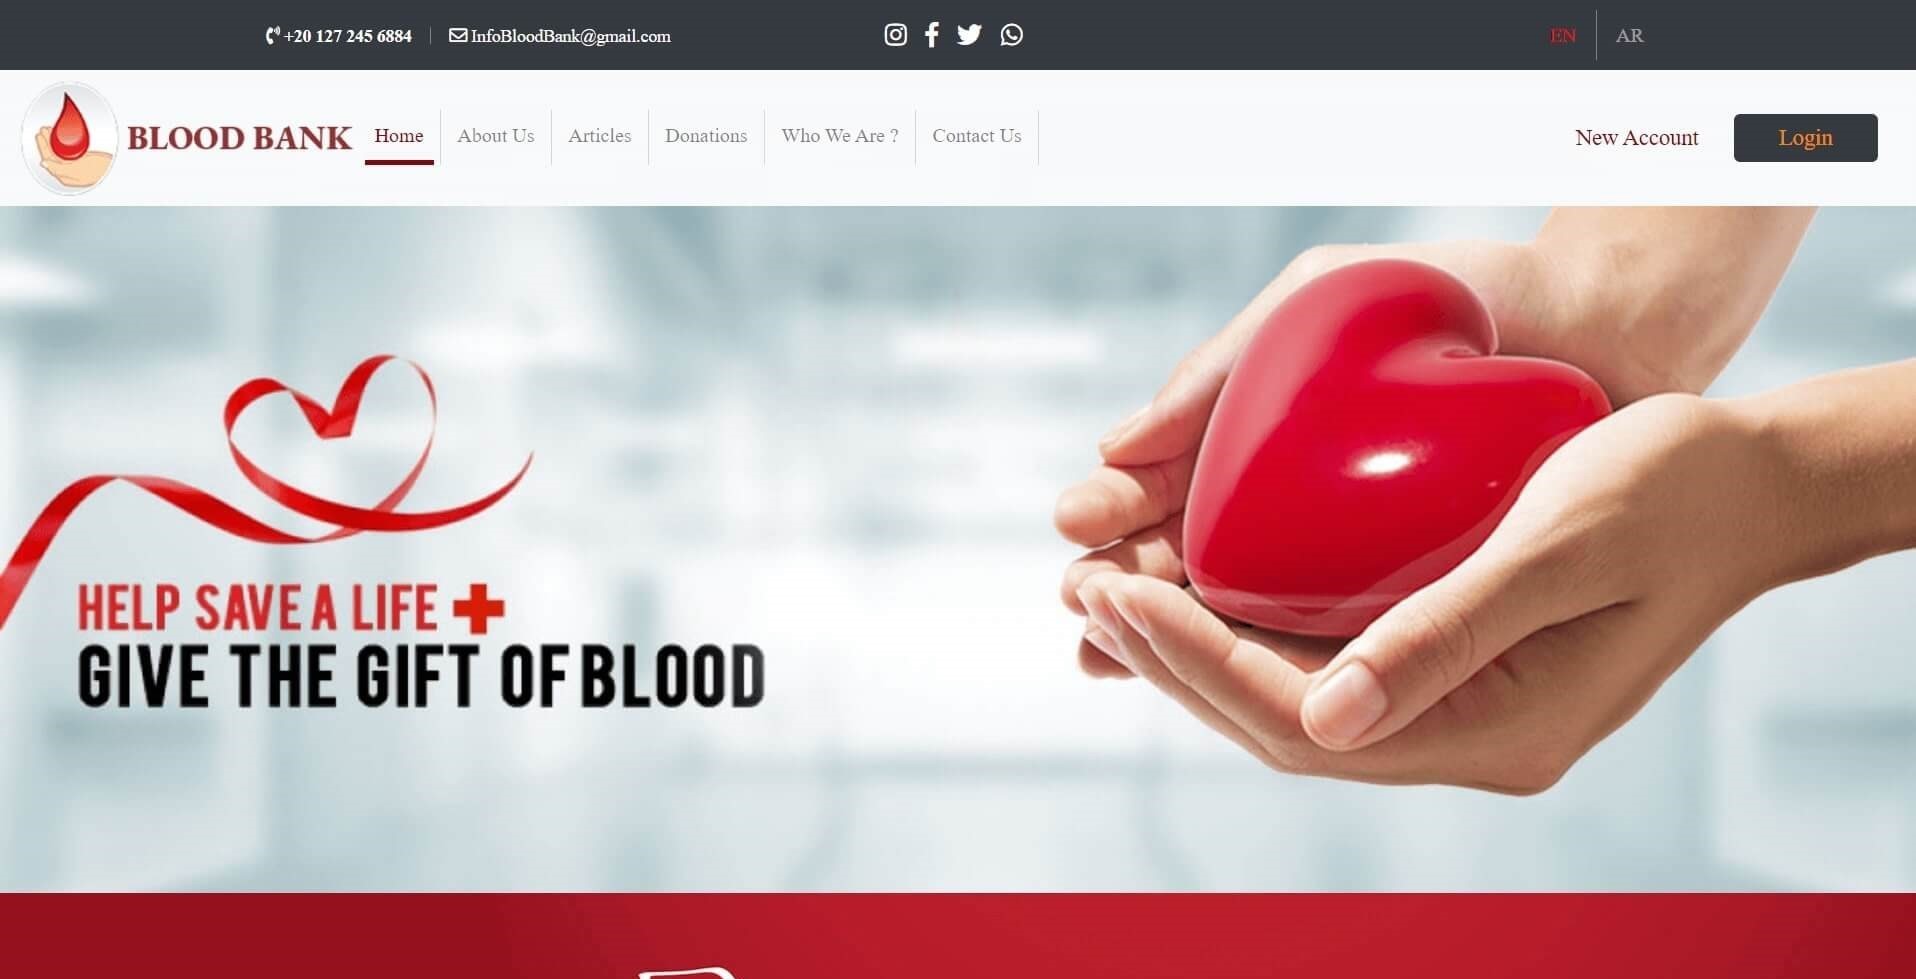 +20 127 245 6884
InfoBloodBank@gmail.com
EN
AR
BLOOD BANK
Home
About Us
Articles
Donations
Who We Are ?
Contact Us
New Account
Login
HELP SAVE A LIFE
GIVE THE GIFT OF BLOOD